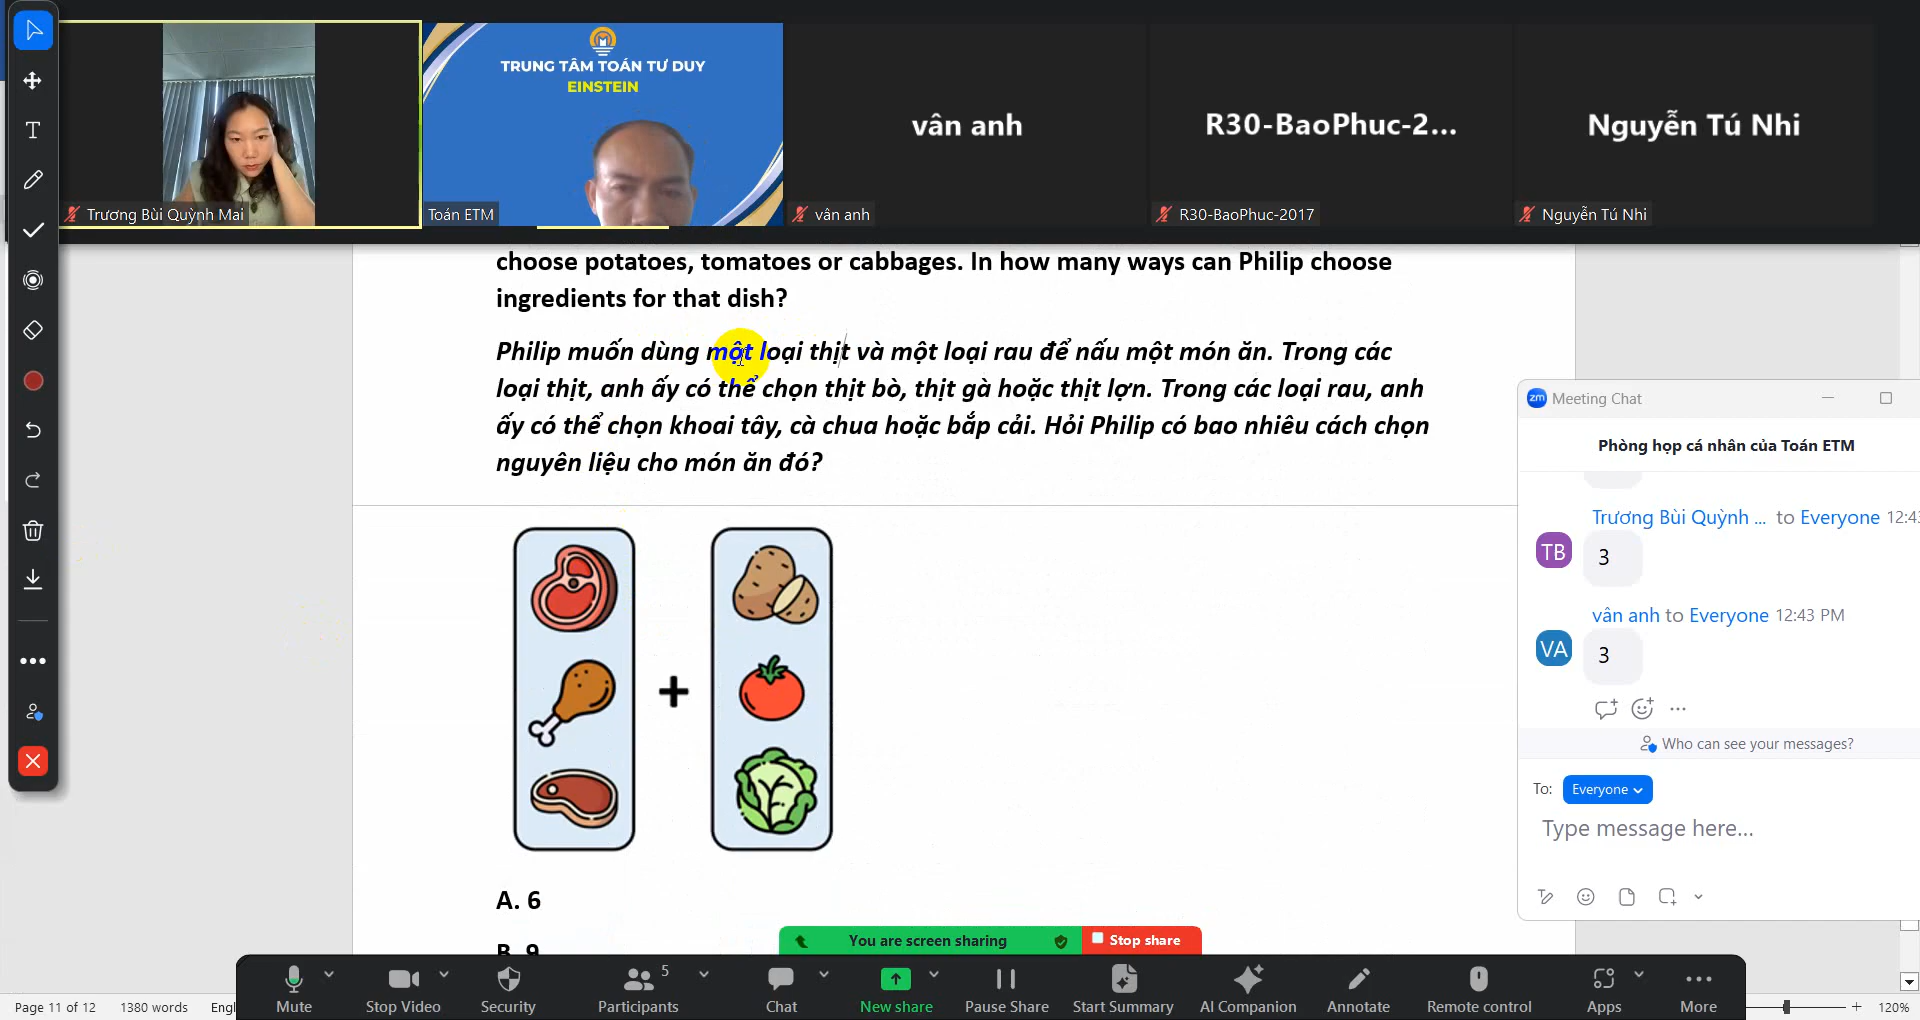 TRUNG TÂM TOÁN TƯ DUY
EINSTEIN
Trương Bùi Quỳnh Mai
Toán ETM
vân anh
vân anh
R30-BaoPhuc-2...
R30-BaoPhuc-2017
Nguyễn Tú Nhi
Nguyễn Tú Nhi
choose potatoes, tomatoes or cabbages. In how many ways can Philip choose
ingredients for that dish?
Philip muốn dùng một loại thịt và một loại rau để nấu một món ăn. Trong các
loại thịt, anh ấy có thể chọn thịt bò, thịt gà hoặc thịt lợn. Trong các loại rau, anh
ấy có thể chọn khoai tây, cà chua hoặc bắp cải. Hỏi Philip có bao nhiêu cách chọn
nguyên liệu cho món ăn đó?
+
A. 6
B. 9
zm Meeting Chat
Phòng họp cá nhân của Toán ETM
Trương Bùi Quỳnh ... to Everyone 12:43
TB
3
vân anh to Everyone 12:43 PM
VA
3
Who can see your messages?
To: Everyone
Type message here...
You are screen sharing
Stop share
Mute
Stop Video
Security
Participants 5
Chat
New share
Pause Share
Start Summary
AI Companion
Annotate
Remote control
Apps
More
Page 11 of 12
1380 words
Engl
120%